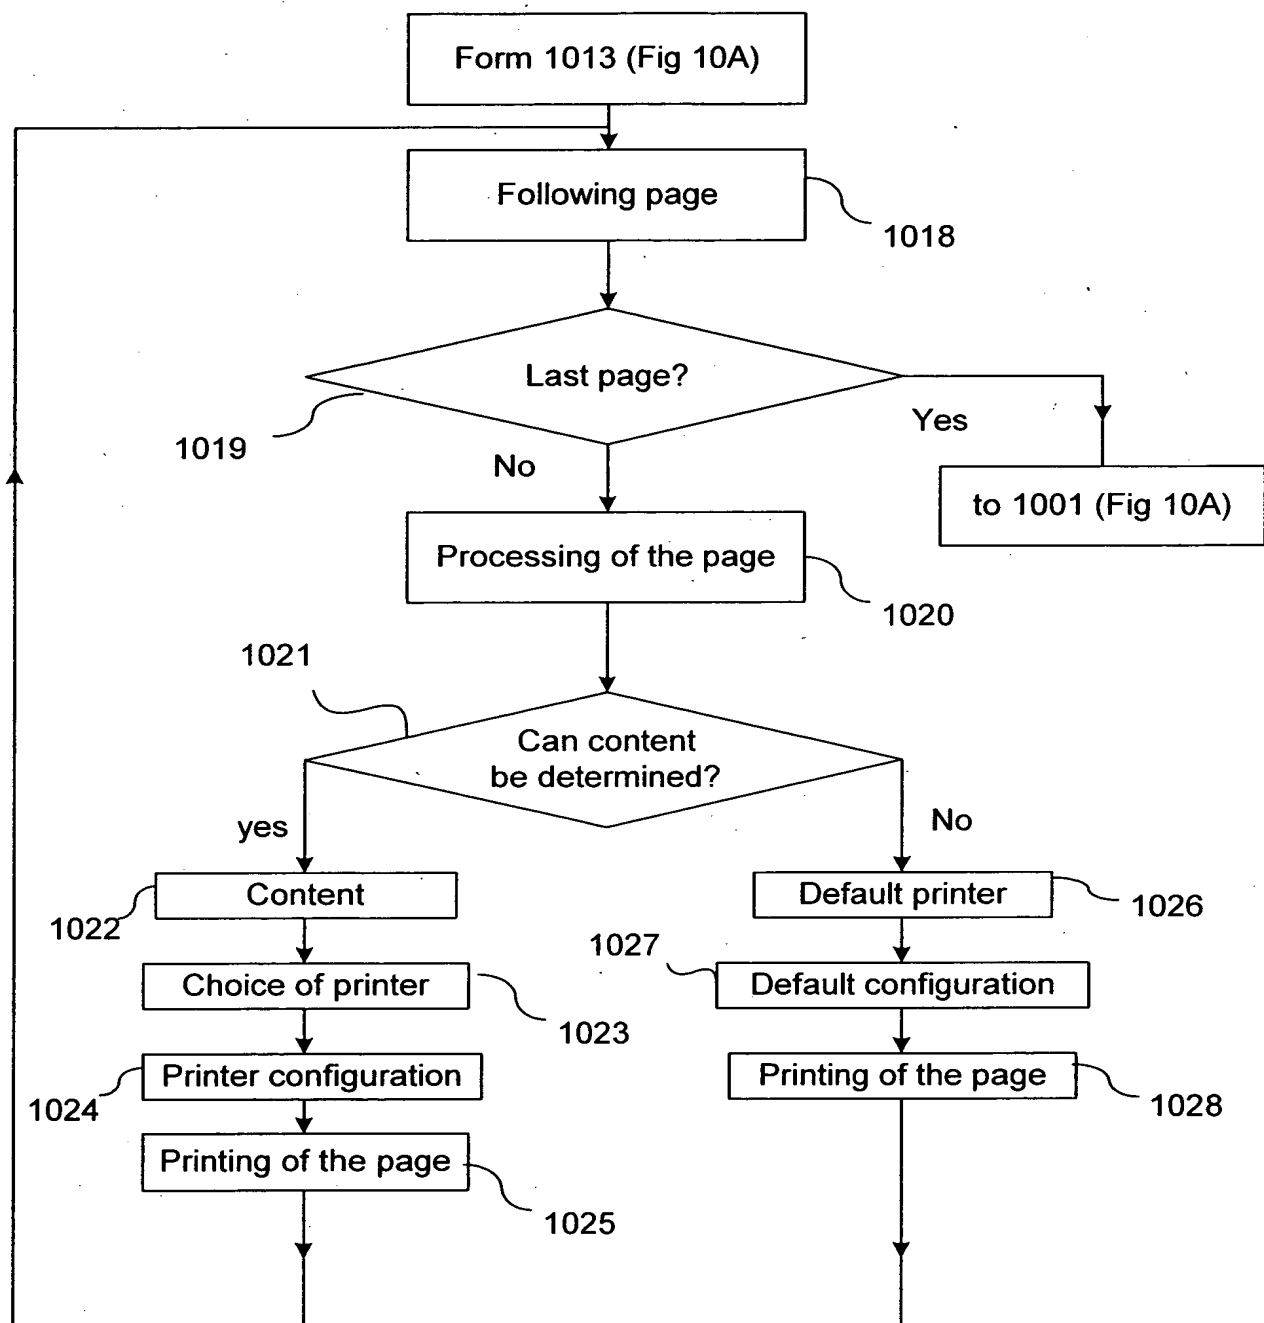 Form 1013 (Fig 10A)
Following page
1018
Last page?
1019
Yes
No
to 1001 (Fig 10A)
Processing of the page
1020
1021
Can content
be determined?
yes
No
Content
1022
Default printer
1026
1027
Choice of printer
1023
Default configuration
Printer configuration
1024
Printing of the page
1028
Printing of the page
1025